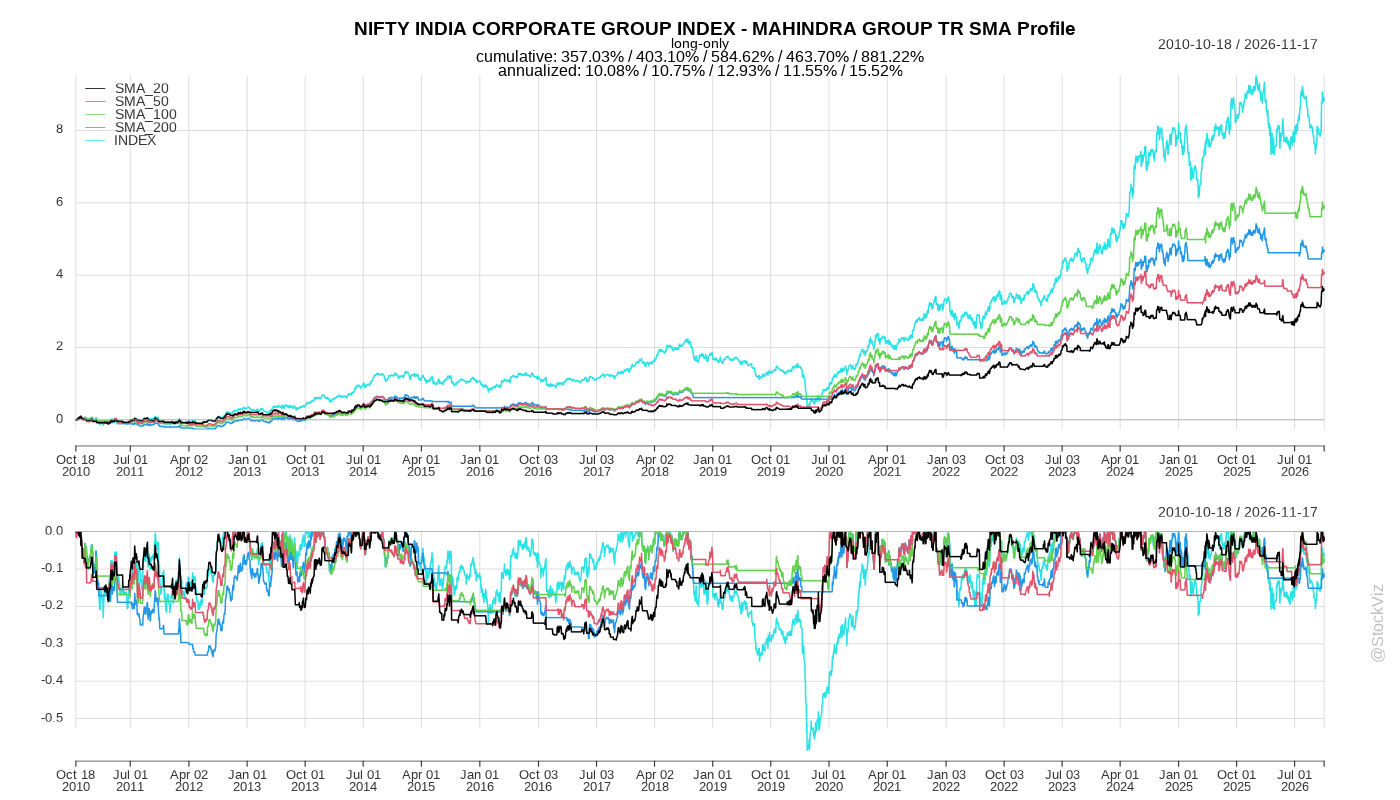 NIFTY INDIA CORPORATE GROUP INDEX - MAHINDRA GROUP TR SMA Profile
long-only
2010-10-18 / 2026-11-17
cumulative: 357.03% / 403.10% / 584.62% / 463.70% / 881.22%
annualized: 10.08% / 10.75% / 12.93% / 11.55% / 15.52%
SMA_20
SMA_50
SMA_100
SMA_200
INDEX
8
6
4
2
0
Oct 18 Jul 01 Apr 02 Jan 01 Oct 01 Jul 01 Apr 01 Jan 01 Oct 03 Jul 03 Apr 02 Jan 01 Oct 01 Jul 01 Apr 01 Jan 03 Oct 03 Jul 03 Apr 01 Jan 01 Oct 01 Jul 01
2010 2011 2012 2013 2013 2014 2015 2016 2016 2017 2018 2019 2019 2020 2021 2022 2022 2023 2024 2025 2025 2026
2010-10-18 / 2026-11-17
0.0
-0.1
-0.2
-0.3
-0.4
-0.5
Oct 18 Jul 01 Apr 02 Jan 01 Oct 01 Jul 01 Apr 01 Jan 01 Oct 03 Jul 03 Apr 02 Jan 01 Oct 01 Jul 01 Apr 01 Jan 03 Oct 03 Jul 03 Apr 01 Jan 01 Oct 01 Jul 01
2010 2011 2012 2013 2013 2014 2015 2016 2016 2017 2018 2019 2019 2020 2021 2022 2022 2023 2024 2025 2025 2026
@StockViz